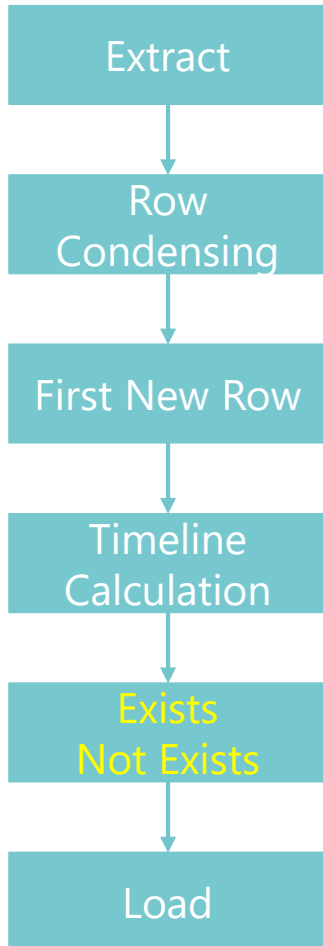 Extract
Row
Condensing
First New Row
Timeline
Calculation
Exists
Not Exists
Load